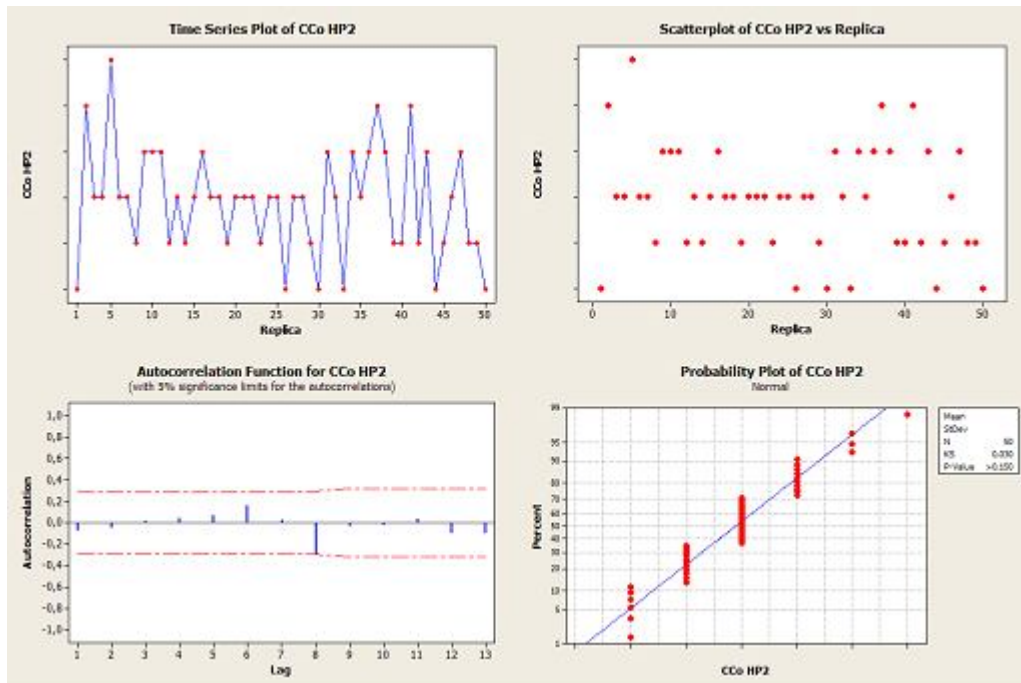 Time Series Plot of CCo HP2
CCo HP2
1 5 10 15 20 25 30 35 40 45 50
Replica
Scatterplot of CCo HP2 vs Replica
CCo HP2
0 10 20 30 40 50
Replica
Autocorrelation Function for CCo HP2
(with 5% significance limits for the autocorrelations)
Autocorrelation
1,0
0,8
0,6
0,4
0,2
0,0
-0,2
-0,4
-0,6
-0,8
-1,0
1 2 3 4 5 6 7 8 9 10 11 12 13
Lag
Probability Plot of CCo HP2
Normal
Percent
99
95
90
80
70
60
50
40
30
20
10
5
1
CCo HP2
Mean
StDev
N 50
KS
P-Value >0.150